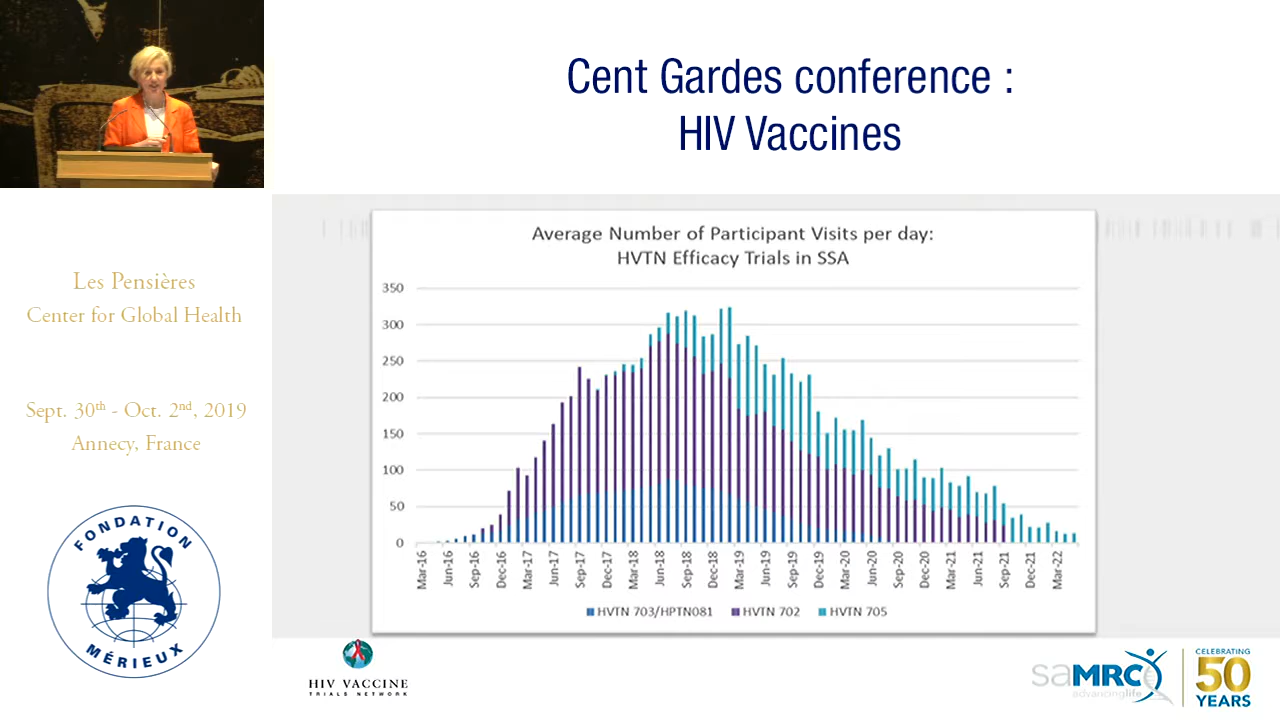 Cent Gardes conference :
HIV Vaccines
Les Pensières
Center for Global Health
Sept. 30th - Oct. 2nd, 2019
Annecy, France
FONDATION
MÉRIEUX
Average Number of Participant Visits per day:
HVTN Efficacy Trials in SSA
350
300
250
200
150
100
50
0
Mar-16
Jun-16
Sep-16
Dec-16
Mar-17
Jun-17
Sep-17
Dec-17
Mar-18
Jun-18
Sep-18
Dec-18
Mar-19
Jun-19
Sep-19
Dec-19
Mar-20
Jun-20
Sep-20
Dec-20
Mar-21
Jun-21
Sep-21
Dec-21
Mar-22
HVTN 703/HPTN081 HVTN 702 HVTN 705
HIV VACCINE
TRIALS NETWORK
saMRC
advancinglife
CELEBRATING
50
YEARS